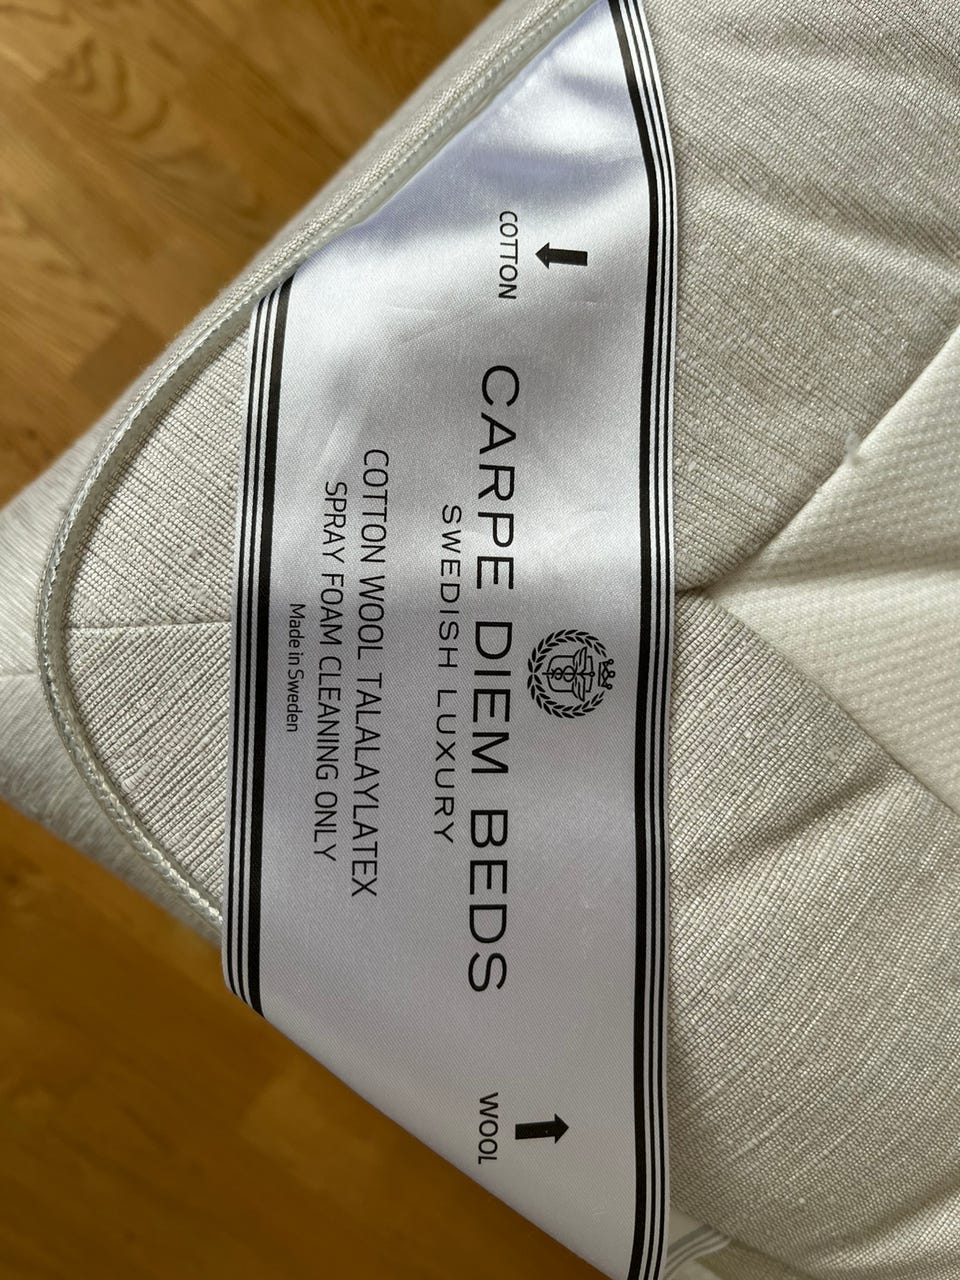 COTTON
WOOL
CARPE DIEM BEDS
SWEDISH LUXURY
COTTON WOOL TALALAYLATEX
SPRAY FOAM CLEANING ONLY
Made in Sweden